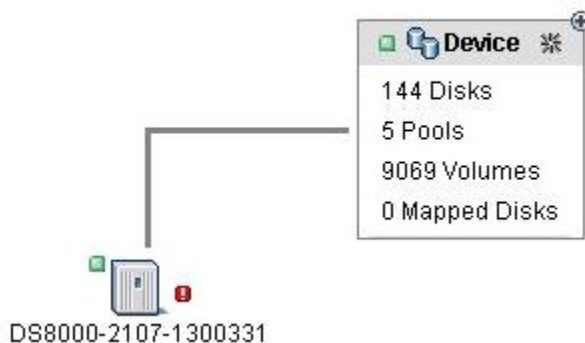 Device
144 Disks
5 Pools
9069 Volumes
0 Mapped Disks
DS8000-2107-1300331